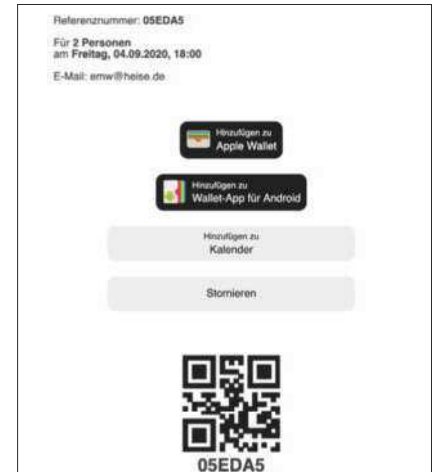 Referenznummer: 05EDA5
Für 2 Personen
am Freitag, 04.09.2020, 18:00
E-Mail: emw@heise.de
Hinzufügen zu
Apple Wallet
Hinzufügen zu
Wallet-App für Android
Hinzufügen zu
Kalender
Stornieren
05EDA5